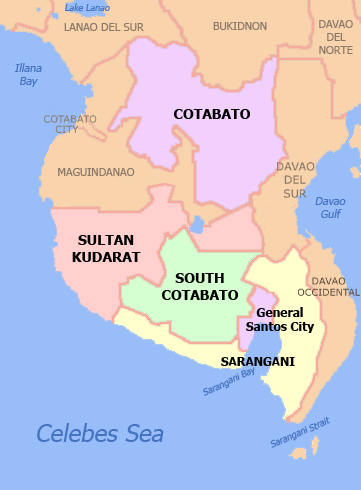 Lake Lanao
LANAO DEL SUR
BUKIDNON
DAVAO
DEL
NORTE
Illana
Bay
COTABATO
COTABATO
CITY
MAGUINDANAO
DAVAO
DEL
SUR
Davao
Gulf
SULTAN
KUDARAT
SOUTH
COTABATO
DAVAO
OCCIDENTAL
General
Santos City
SARANGANI
Sarangani Bay
Celebes Sea
Sarangani Strait